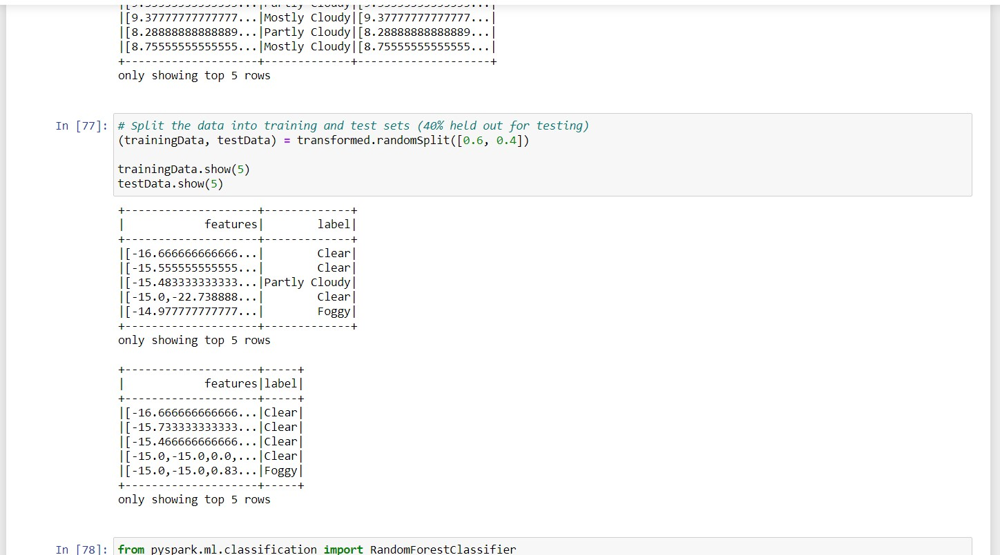 |[9.37777777777777...|Mostly Cloudy|[9.37777777777777...|
|[8.28888888888889...|Partly Cloudy|[8.28888888888889...|
|[8.75555555555555...|Mostly Cloudy|[8.75555555555555...|
+--------------------+-------------+--------------------+
only showing top 5 rows
In [77]: # Split the data into training and test sets (40% held out for testing)
(trainingData, testData) = transformed.randomSplit([0.6, 0.4])
trainingData.show(5)
testData.show(5)
+--------------------+-------------+
|            features|        label|
+--------------------+-------------+
|[-16.666666666666...|        Clear|
|[-15.555555555555...|        Clear|
|[-15.483333333333...|Partly Cloudy|
|[-15.0,-22.738888...|        Clear|
|[-14.977777777777...|        Foggy|
+--------------------+-------------+
only showing top 5 rows
+--------------------+-----+
|            features|label|
+--------------------+-----+
|[-16.666666666666...|Clear|
|[-15.733333333333...|Clear|
|[-15.466666666666...|Clear|
|[-15.0,-15.0,0.0,...|Clear|
|[-15.0,-15.0,0.83...|Foggy|
+--------------------+-----+
only showing top 5 rows
In [78]: from pyspark.ml.classification import RandomForestClassifier